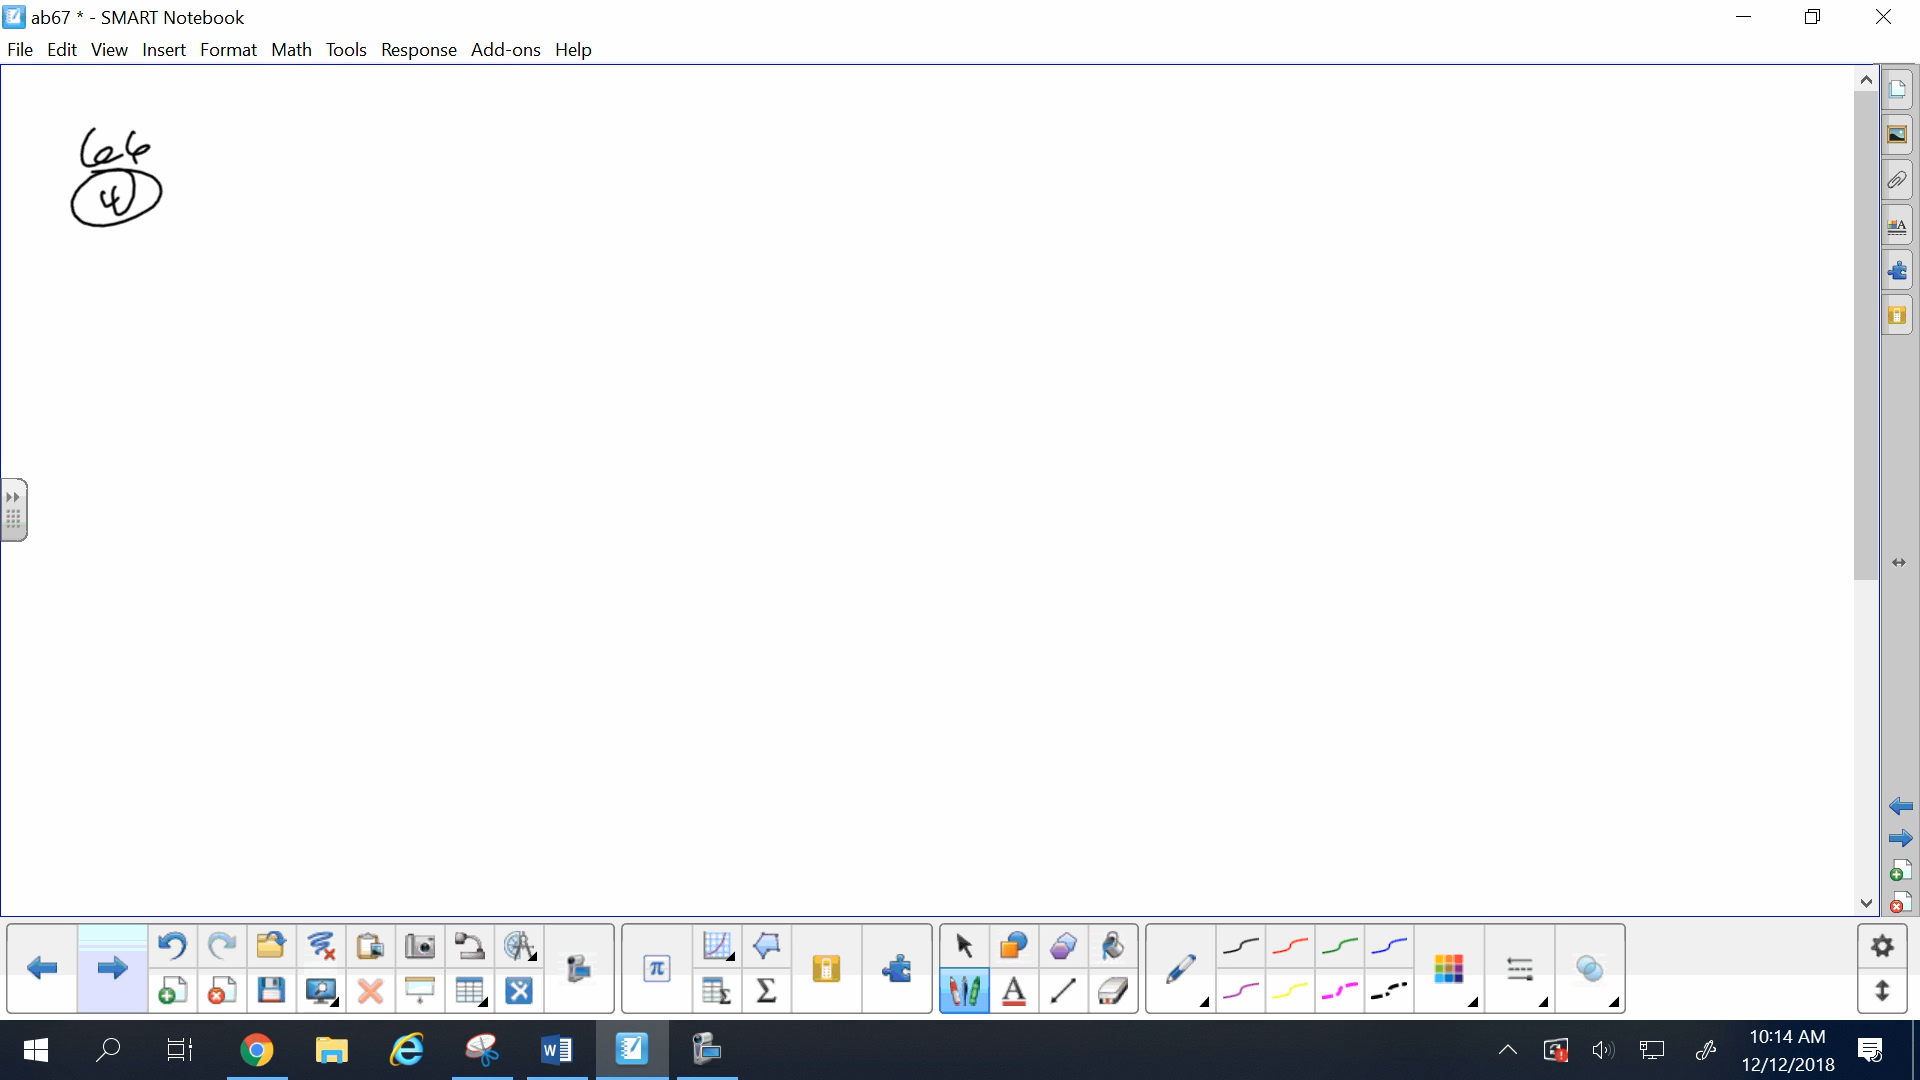 ab67 * - SMART Notebook
File Edit View Insert Format Math Tools Response Add-ons Help
66
4
π
Σ
A
10:14 AM
12/12/2018